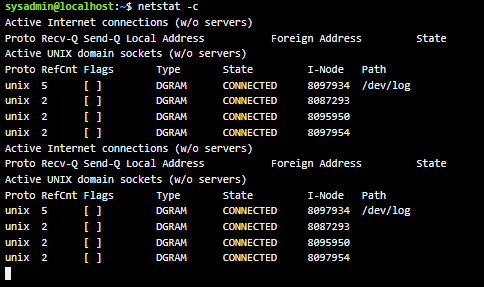 sysadmin@localhost:~$ netstat -c
Active Internet connections (w/o servers)
Proto Recv-Q Send-Q Local Address           Foreign Address         State
Active UNIX domain sockets (w/o servers)
Proto RefCnt Flags       Type       State         I-Node   Path
unix  5      [ ]         DGRAM      CONNECTED     8097934  /dev/log
unix  2      [ ]         DGRAM      CONNECTED     8087293
unix  2      [ ]         DGRAM      CONNECTED     8095950
unix  2      [ ]         DGRAM      CONNECTED     8097954
Active Internet connections (w/o servers)
Proto Recv-Q Send-Q Local Address           Foreign Address         State
Active UNIX domain sockets (w/o servers)
Proto RefCnt Flags       Type       State         I-Node   Path
unix  5      [ ]         DGRAM      CONNECTED     8097934  /dev/log
unix  2      [ ]         DGRAM      CONNECTED     8087293
unix  2      [ ]         DGRAM      CONNECTED     8095950
unix  2      [ ]         DGRAM      CONNECTED     8097954